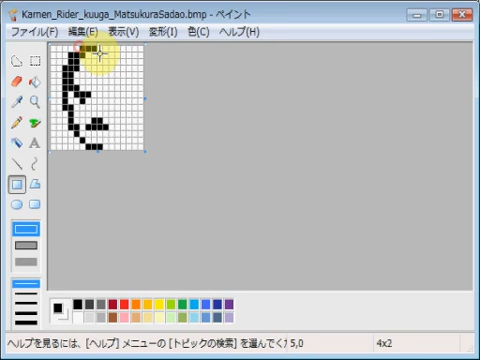 Kamen_Rider_kuuga_MatsukuraSadao.bmp - ペイント
ファイル(F) 編集(E) 表示(V) 変形(I) 色(C) ヘルプ(H)
ヘルプを見るには、[ヘルプ] メニューの [トピックの検索] を選んでく 5,0 4x2